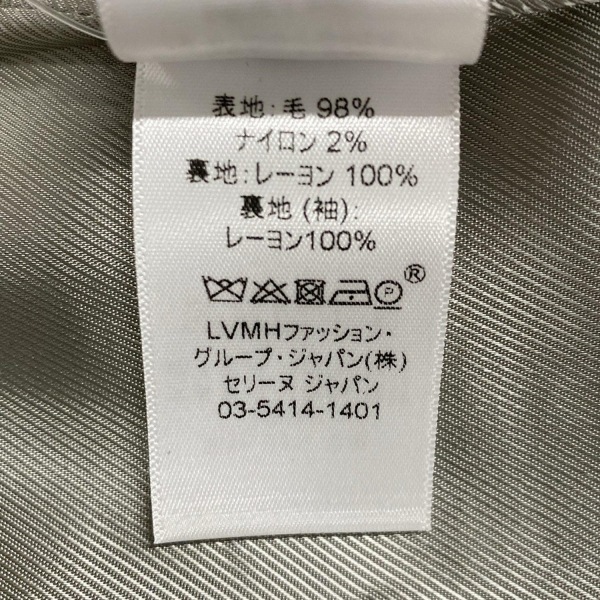 表地:毛 98%
ナイロン 2%
裏地:レーヨン 100%
裏地 (袖):
レーヨン100%
P ®
LVMHファッション・
グループ・ジャパン(株)
セリーヌ ジャパン
03-5414-1401